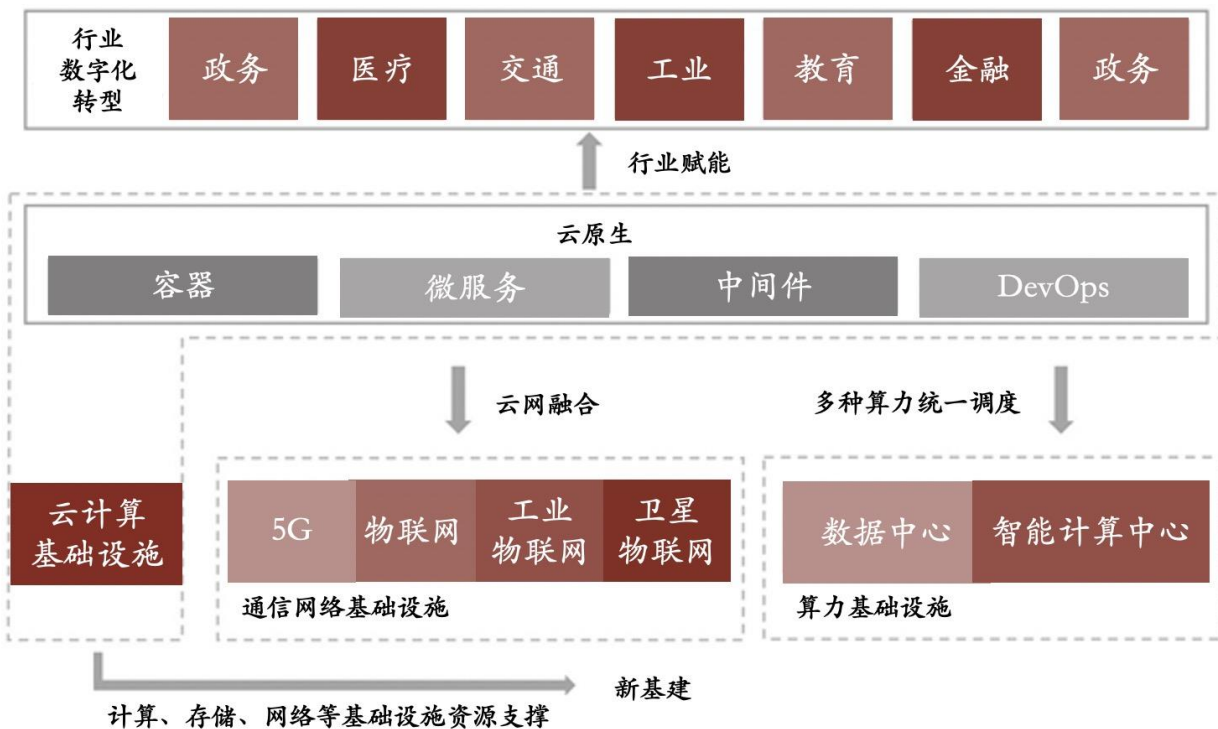 行业
数字化
转型
政务
医疗
交通
工业
教育
金融
政务
行业赋能
云原生
容器
微服务
中间件
DevOps
云网融合
多种算力统一调度
云计算
基础设施
5G
物联网
工业
物联网
卫星
物联网
通信网络基础设施
数据中心
智能计算中心
算力基础设施
新基建
计算、存储、网络等基础设施资源支撑